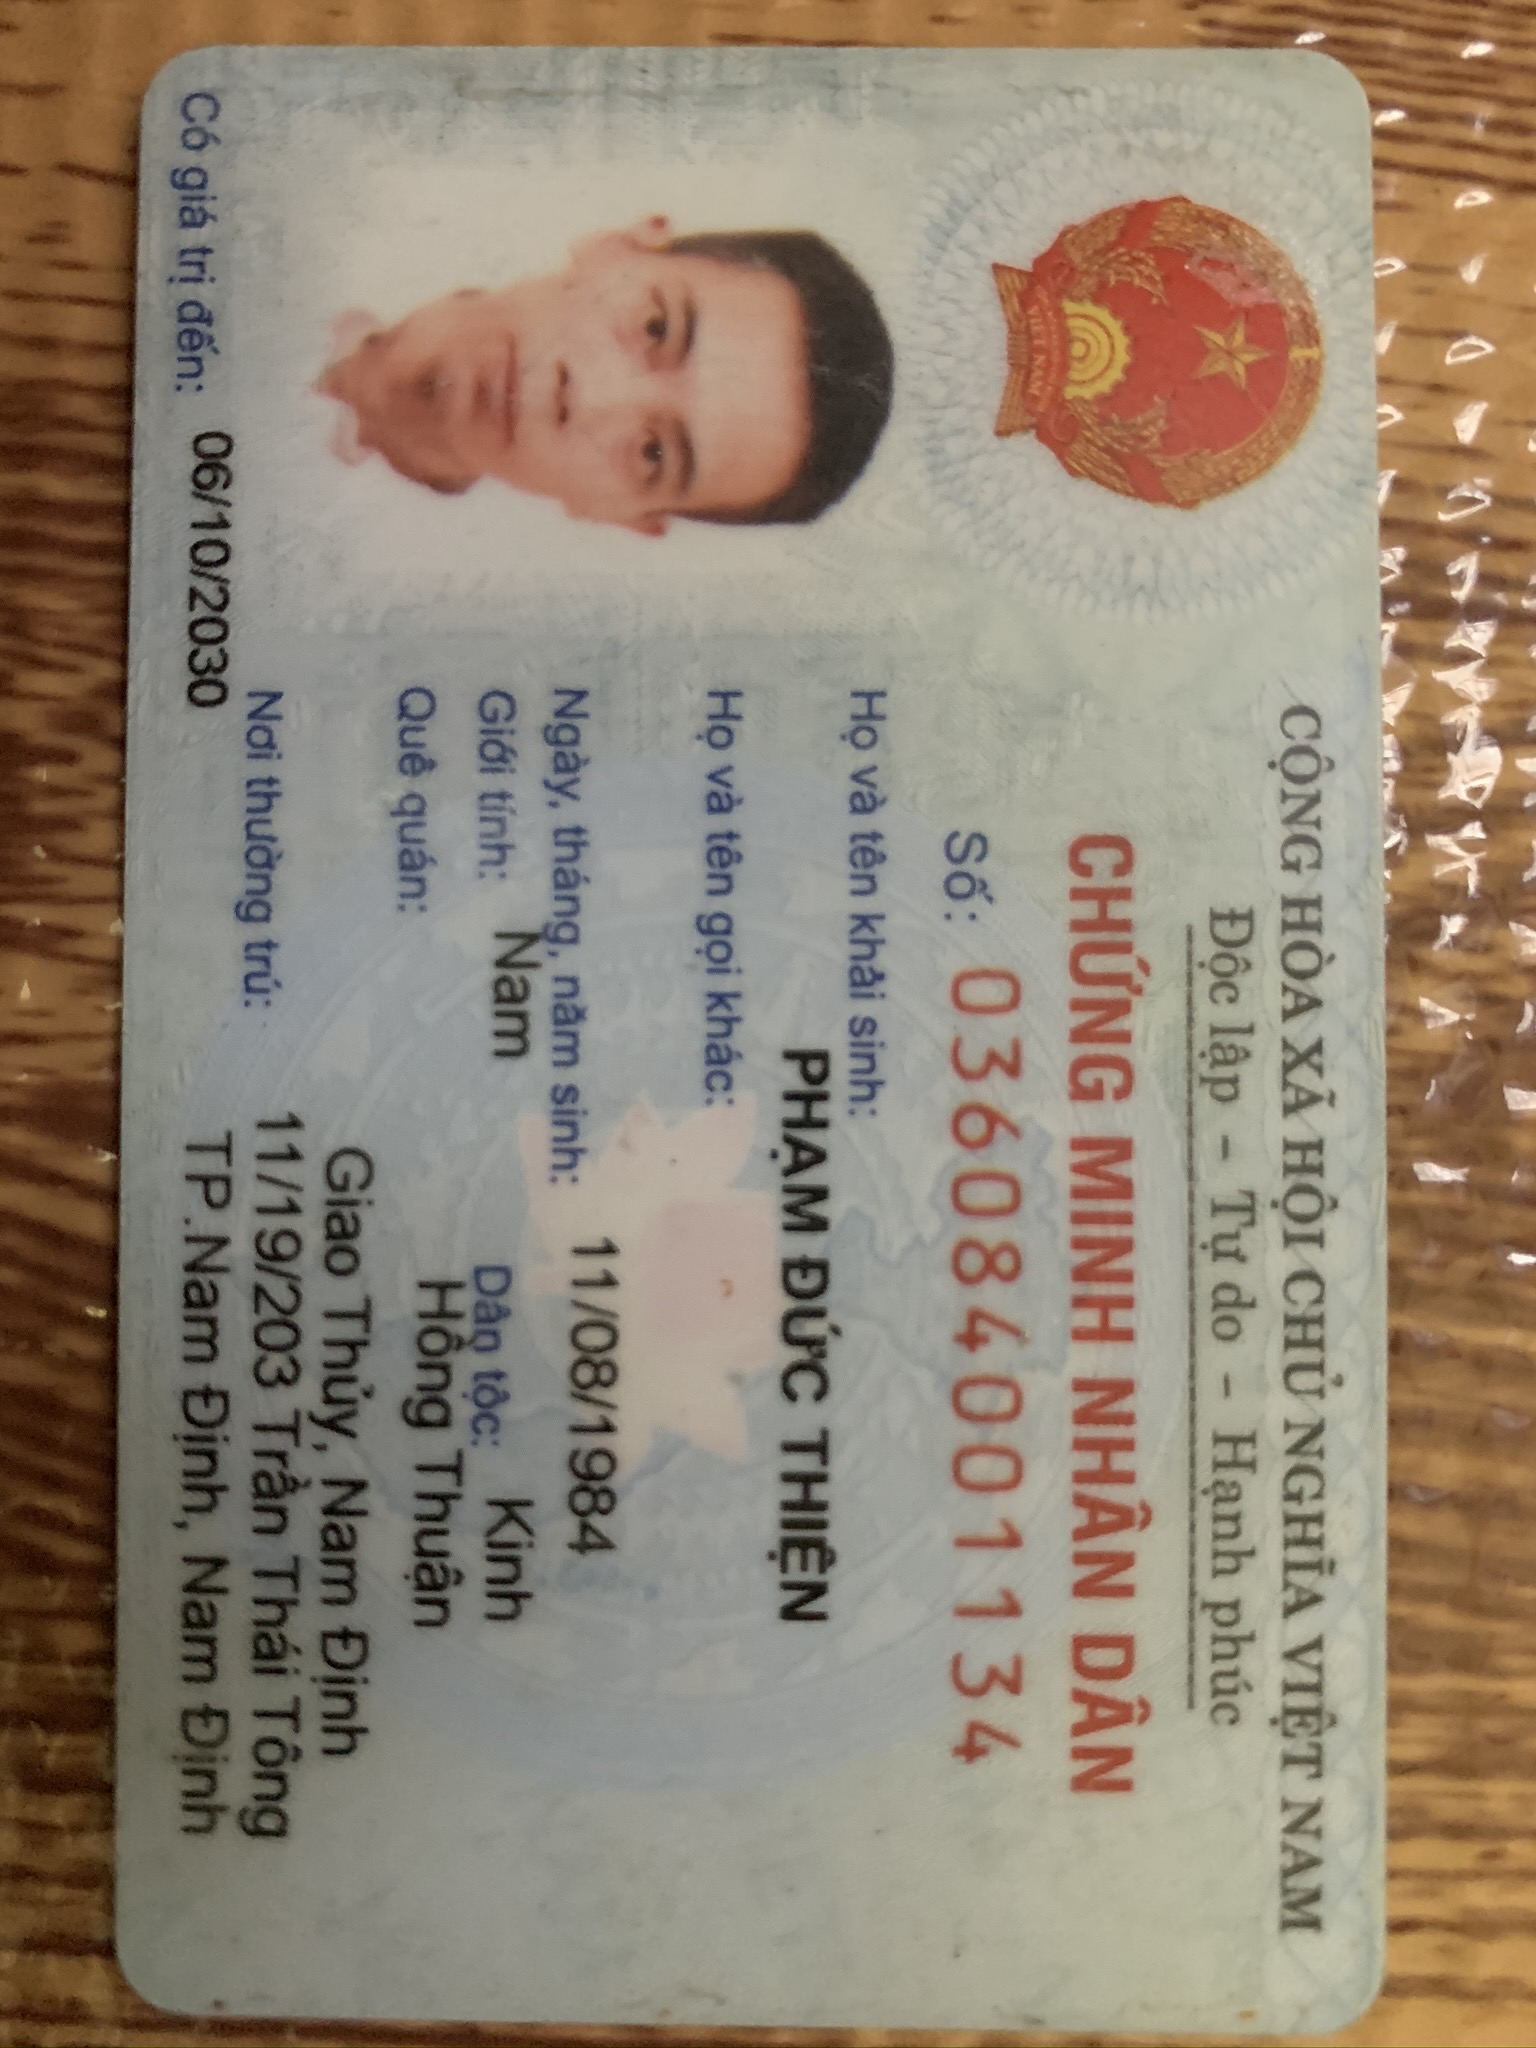 CỘNG HÒA XÃ HỘI CHỦ NGHĨA VIỆT NAM
Độc lập - Tự do - Hạnh phúc
CHỨNG MINH NHÂN DÂN
Số: 036084001134
Họ và tên khai sinh:
PHẠM ĐỨC THIỆN
Họ và tên gọi khác:
Ngày, tháng, năm sinh: 11/08/1984
Giới tính: Nam Dân tộc: Kinh
Quê quán: Hồng Thuận
Giao Thủy, Nam Định
Nơi thường trú: 11/19/203 Trần Thái Tông
TP.Nam Định, Nam Định
Có giá trị đến: 06/10/2030
VIỆT NAM